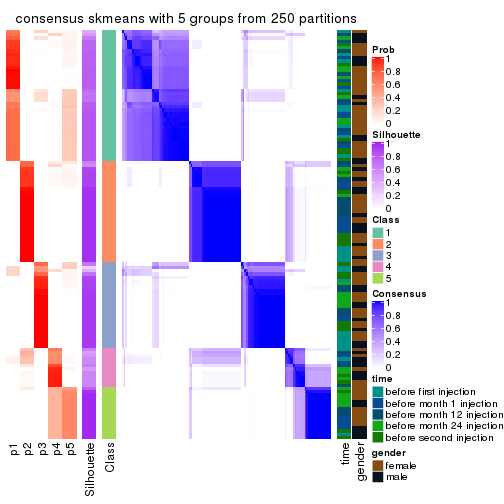 consensus skmeans with 5 groups from 250 partitions
Prob
1
0.8
0.6
0.4
0.2
0
Silhouette
1
0.8
0.6
0.4
0.2
0
Class
1
2
3
4
5
Consensus
1
0.8
0.6
0.4
0.2
0
time
before first injection
before month 1 injection
before month 12 injection
before month 24 injection
before second injection
gender
female
male
p1
p2
p3
p4
p5
Silhouette
Class
time
gender